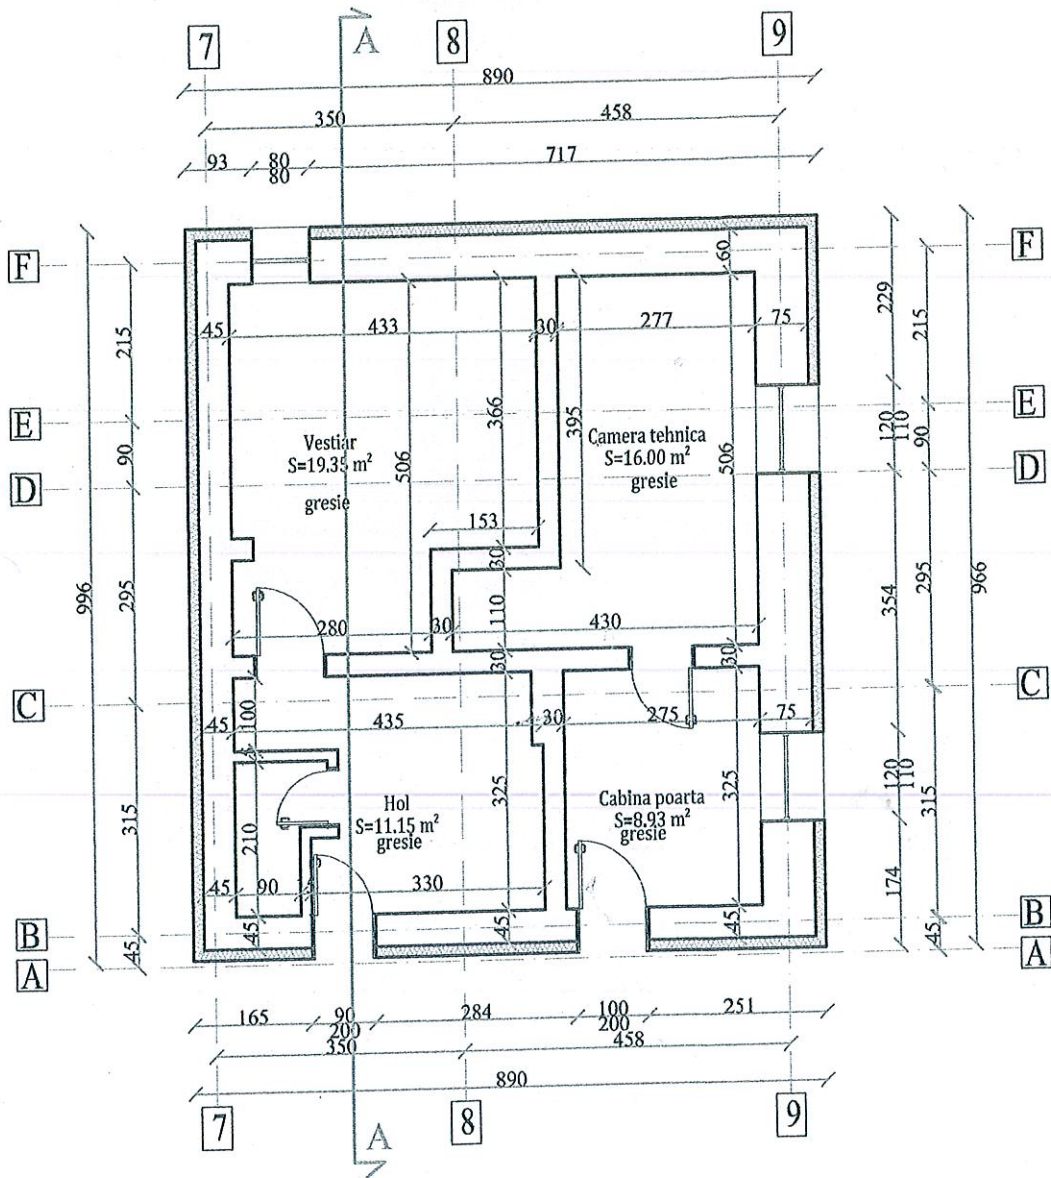 7
A
8
9
890
350
458
93
80
80
717
F
F
60
229
215
215
45
433
30
277
75
E
E
366
395
120
110
90
90
Vestiar
S=19.35 m²
gresie
506
Camera tehnica
S=16.00 m²
gresie
506
D
D
153
30
996
295
280
30
110
430
354
295
966
30
30
C
C
45
100
435
30
275
75
315
325
Hol
S=11.15 m²
gresie
Cabina poarta
S=8.93 m²
gresie
325
120
110
315
210
45
90
330
174
B
B
45
45
45
45
45
A
A
165
90
200
284
100
200
251
350
458
890
7
A
8
9